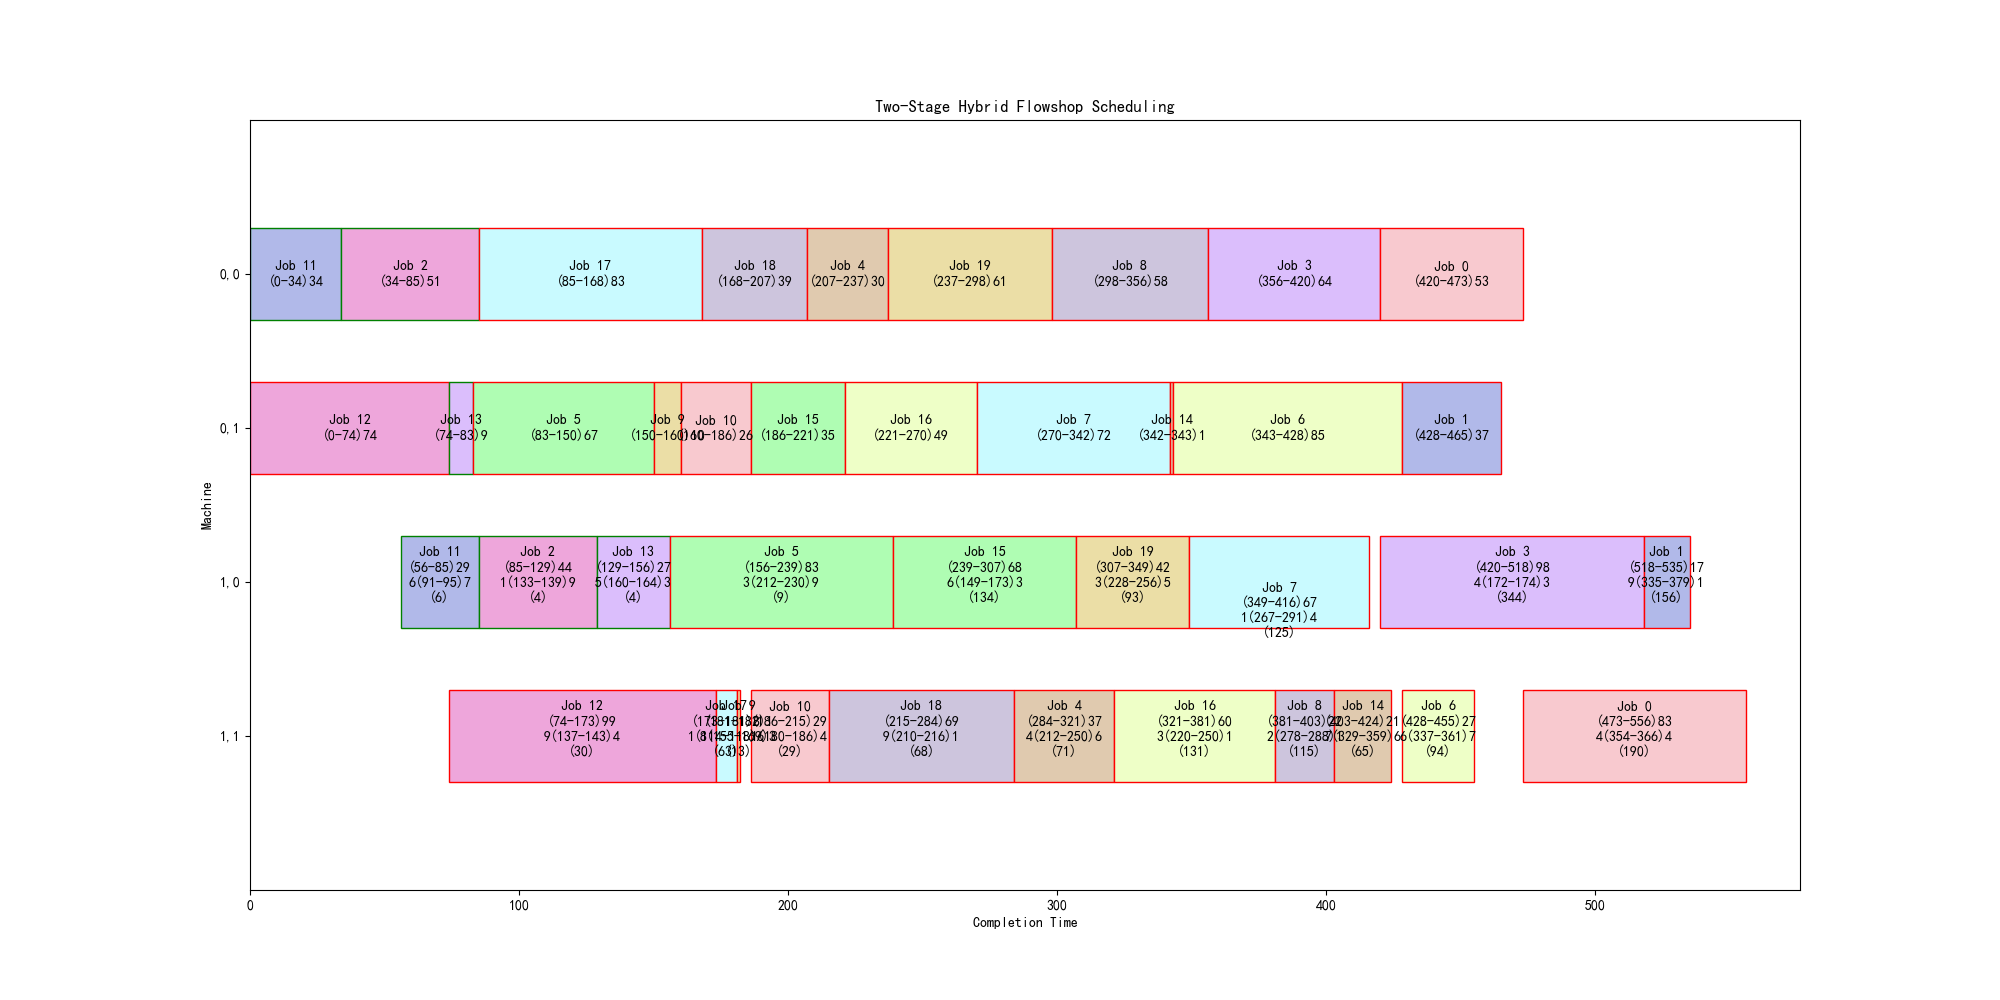 Two-Stage Hybrid Flowshop Scheduling
Job 11
(0-34)34
Job 2
(34-85)51
Job 17
(85-168)83
Job 18
(168-207)39
Job 4
(207-237)30
Job 19
(237-298)61
Job 8
(298-356)58
Job 3
(356-420)64
Job 0
(420-473)53
0,0
Job 12
(0-74)74
Job 13
(74-83)9
Job 5
(83-150)67
Job 9
(150-160)10
Job 10
(160-186)26
Job 15
(186-221)35
Job 16
(221-270)49
Job 7
(270-342)72
Job 14
(342-343)1
Job 6
(343-428)85
Job 1
(428-465)37
0,1
Machine
Job 11
(56-85)29
6(91-95)7
(6)
Job 2
(85-129)44
1(133-139)9
(4)
Job 13
(129-156)27
5(160-164)3
(4)
Job 5
(156-239)83
3(212-230)9
(9)
Job 15
(239-307)68
6(149-173)3
(134)
Job 19
(307-349)42
3(228-256)5
(93)
Job 7
(349-416)67
1(267-291)4
(125)
Job 3
(420-518)98
4(172-174)3
(344)
Job 1
(518-535)17
9(335-379)1
(156)
1,0
Job 12
(74-173)99
9(137-143)4
(30)
Job 10
(186-215)29
(29)
Job 18
(215-284)69
9(210-216)1
(68)
Job 4
(284-321)37
4(212-250)6
(71)
Job 16
(321-381)60
3(220-250)1
(131)
Job 8
(381-403)22
(115)
Job 14
(403-424)21
(65)
Job 6
(428-455)27
6(337-361)7
(94)
Job 0
(473-556)83
4(354-366)4
(190)
1,1
0
100
200
300
400
500
Completion Time